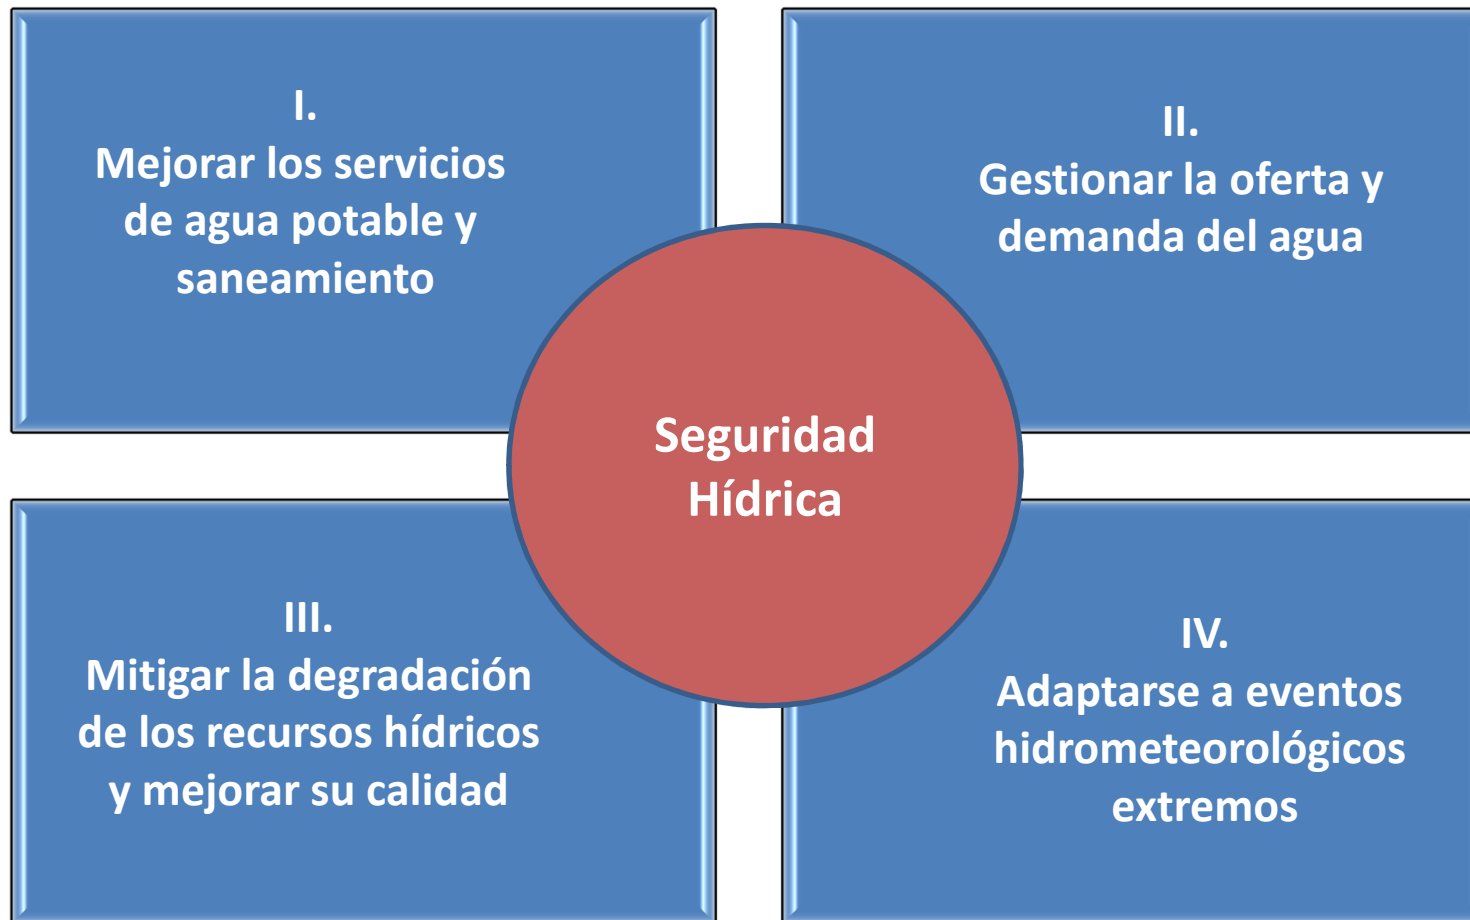 I.
Mejorar los servicios
de agua potable y
saneamiento
II.
Gestionar la oferta y
demanda del agua
Seguridad
Hídrica
III.
Mitigar la degradación
de los recursos hídricos
y mejorar su calidad
IV.
Adaptarse a eventos
hidrometeorológicos
extremos